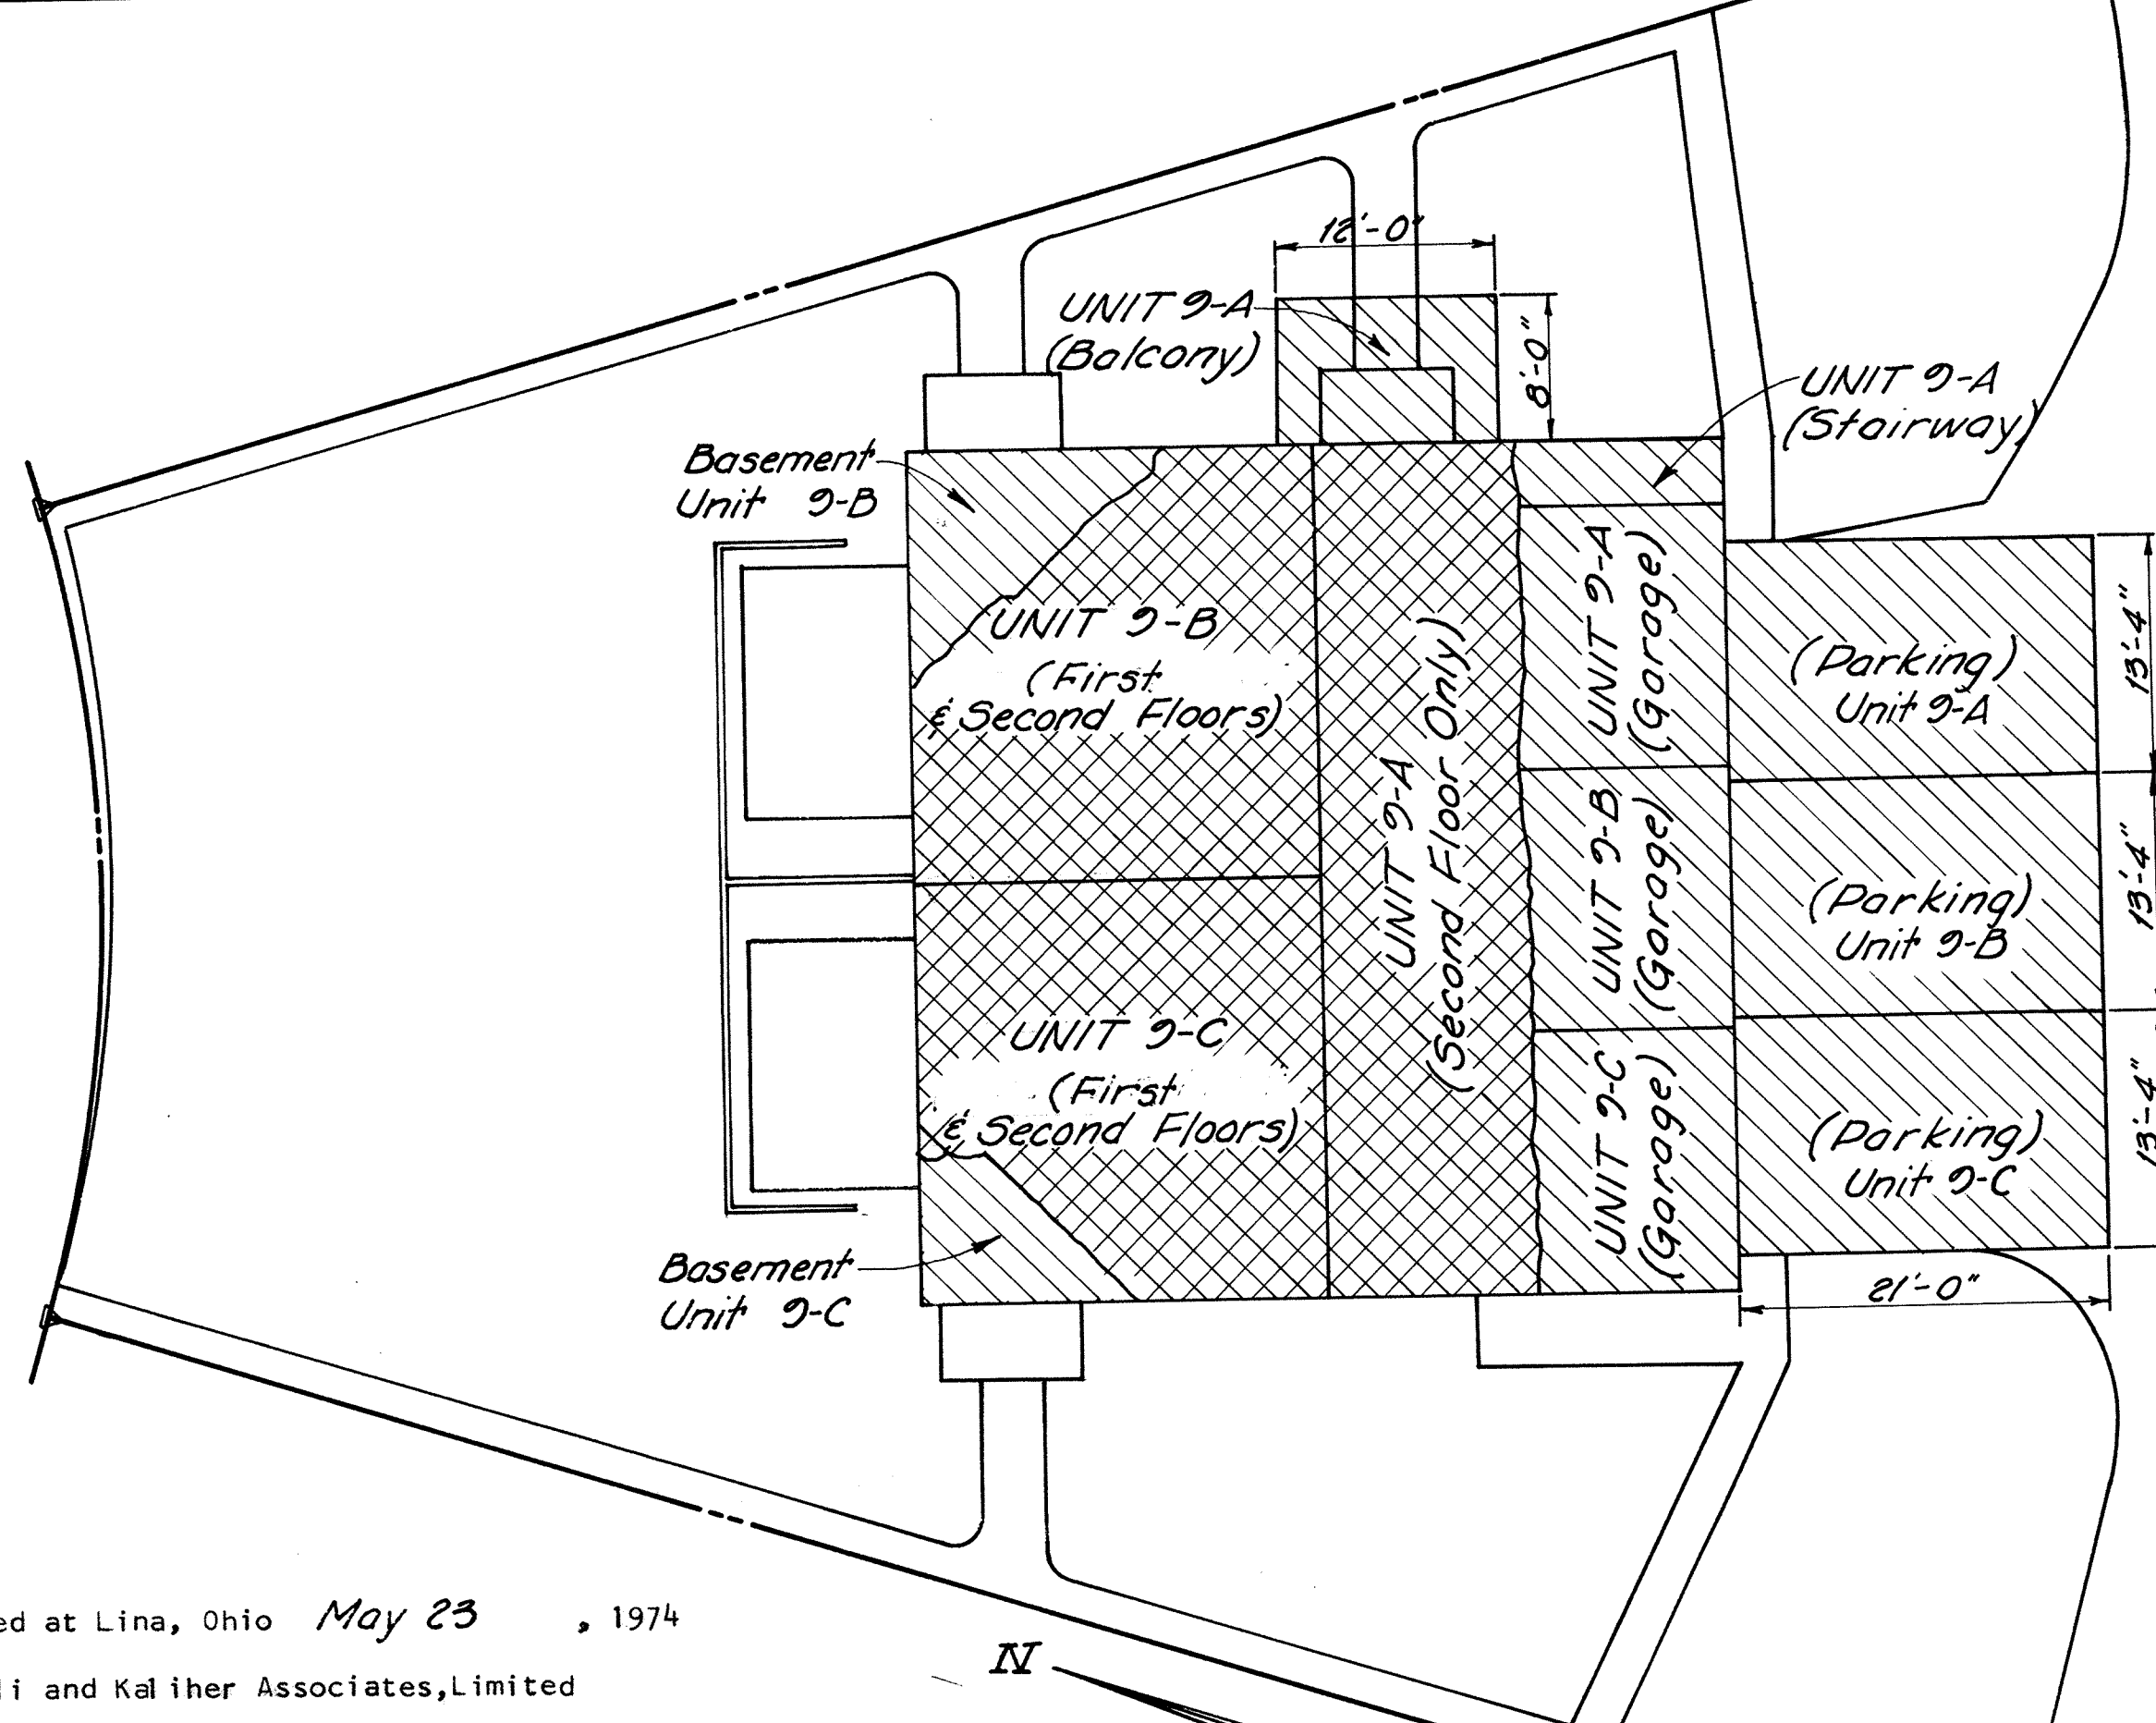 12'-0"
UNIT 9-A
(Balcony)
8'-0"
UNIT 9-A
(Stairway)
Basement
Unit 9-B
UNIT 9-B
(First
& Second Floors)
UNIT 9-A
(Second Floor Only)
UNIT 9-A
(Garage)
(Parking)
Unit 9-A
13'-4"
UNIT 9-B
(Garage)
(Parking)
Unit 9-B
13'-4"
UNIT 9-C
(First
& Second Floors)
UNIT 9-C
(Garage)
(Parking)
Unit 9-C
13'-4"
Basement
Unit 9-C
21'-0"
ed at Lina, Ohio May 23 , 1974
i and Kaliher Associates,Limited
N